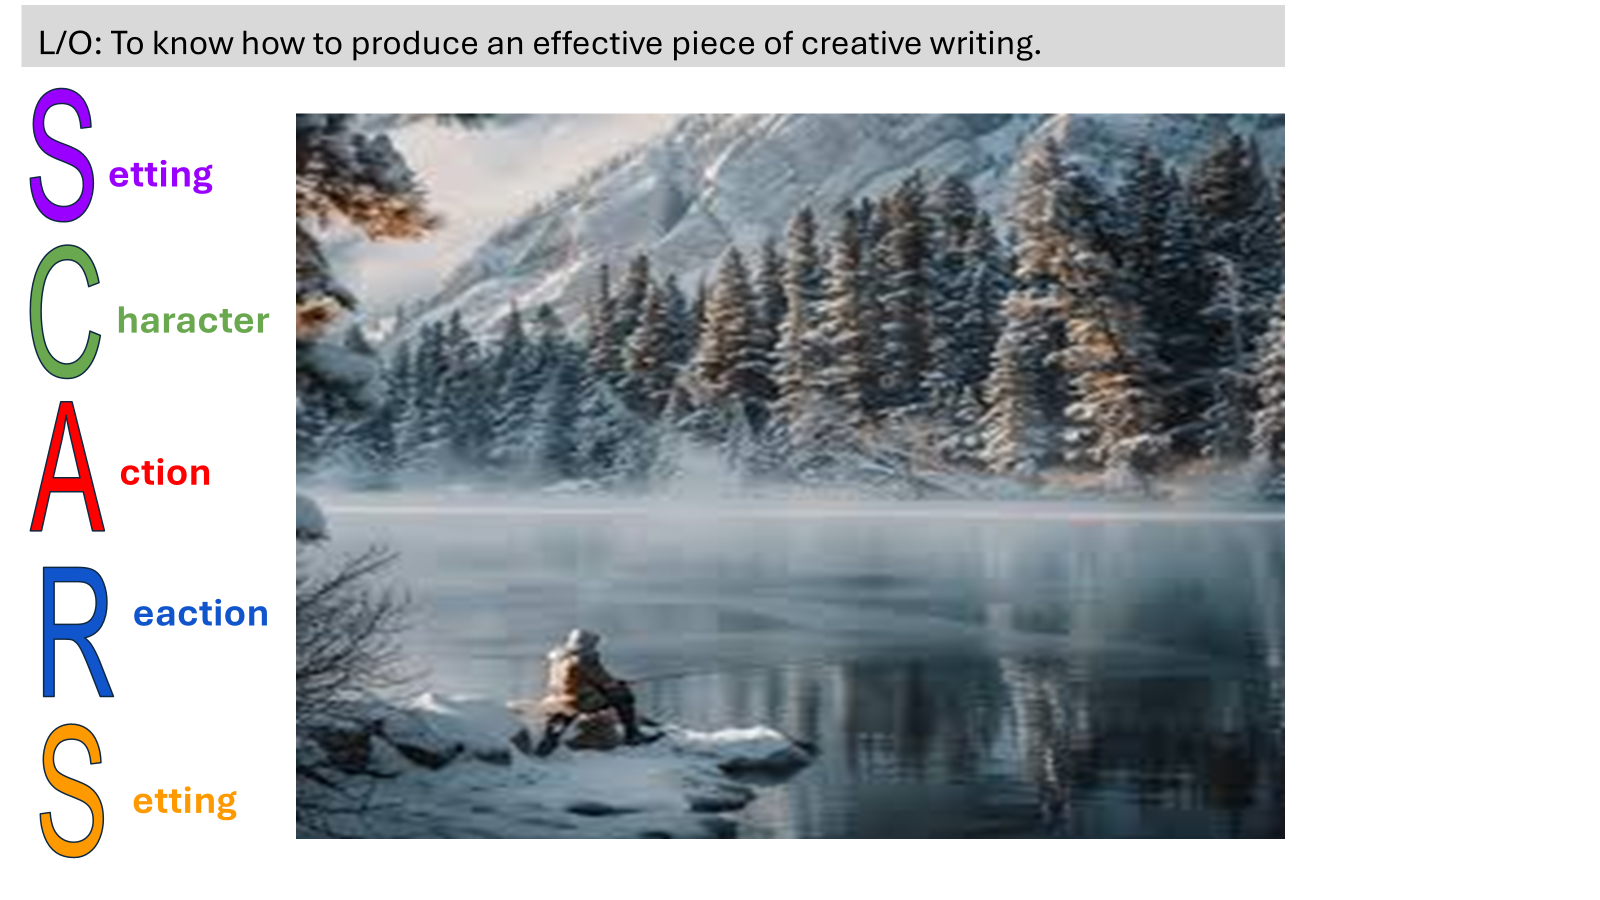 L/O: To know how to produce an effective piece of creative writing.
Setting
Character
Action
Reaction
Setting